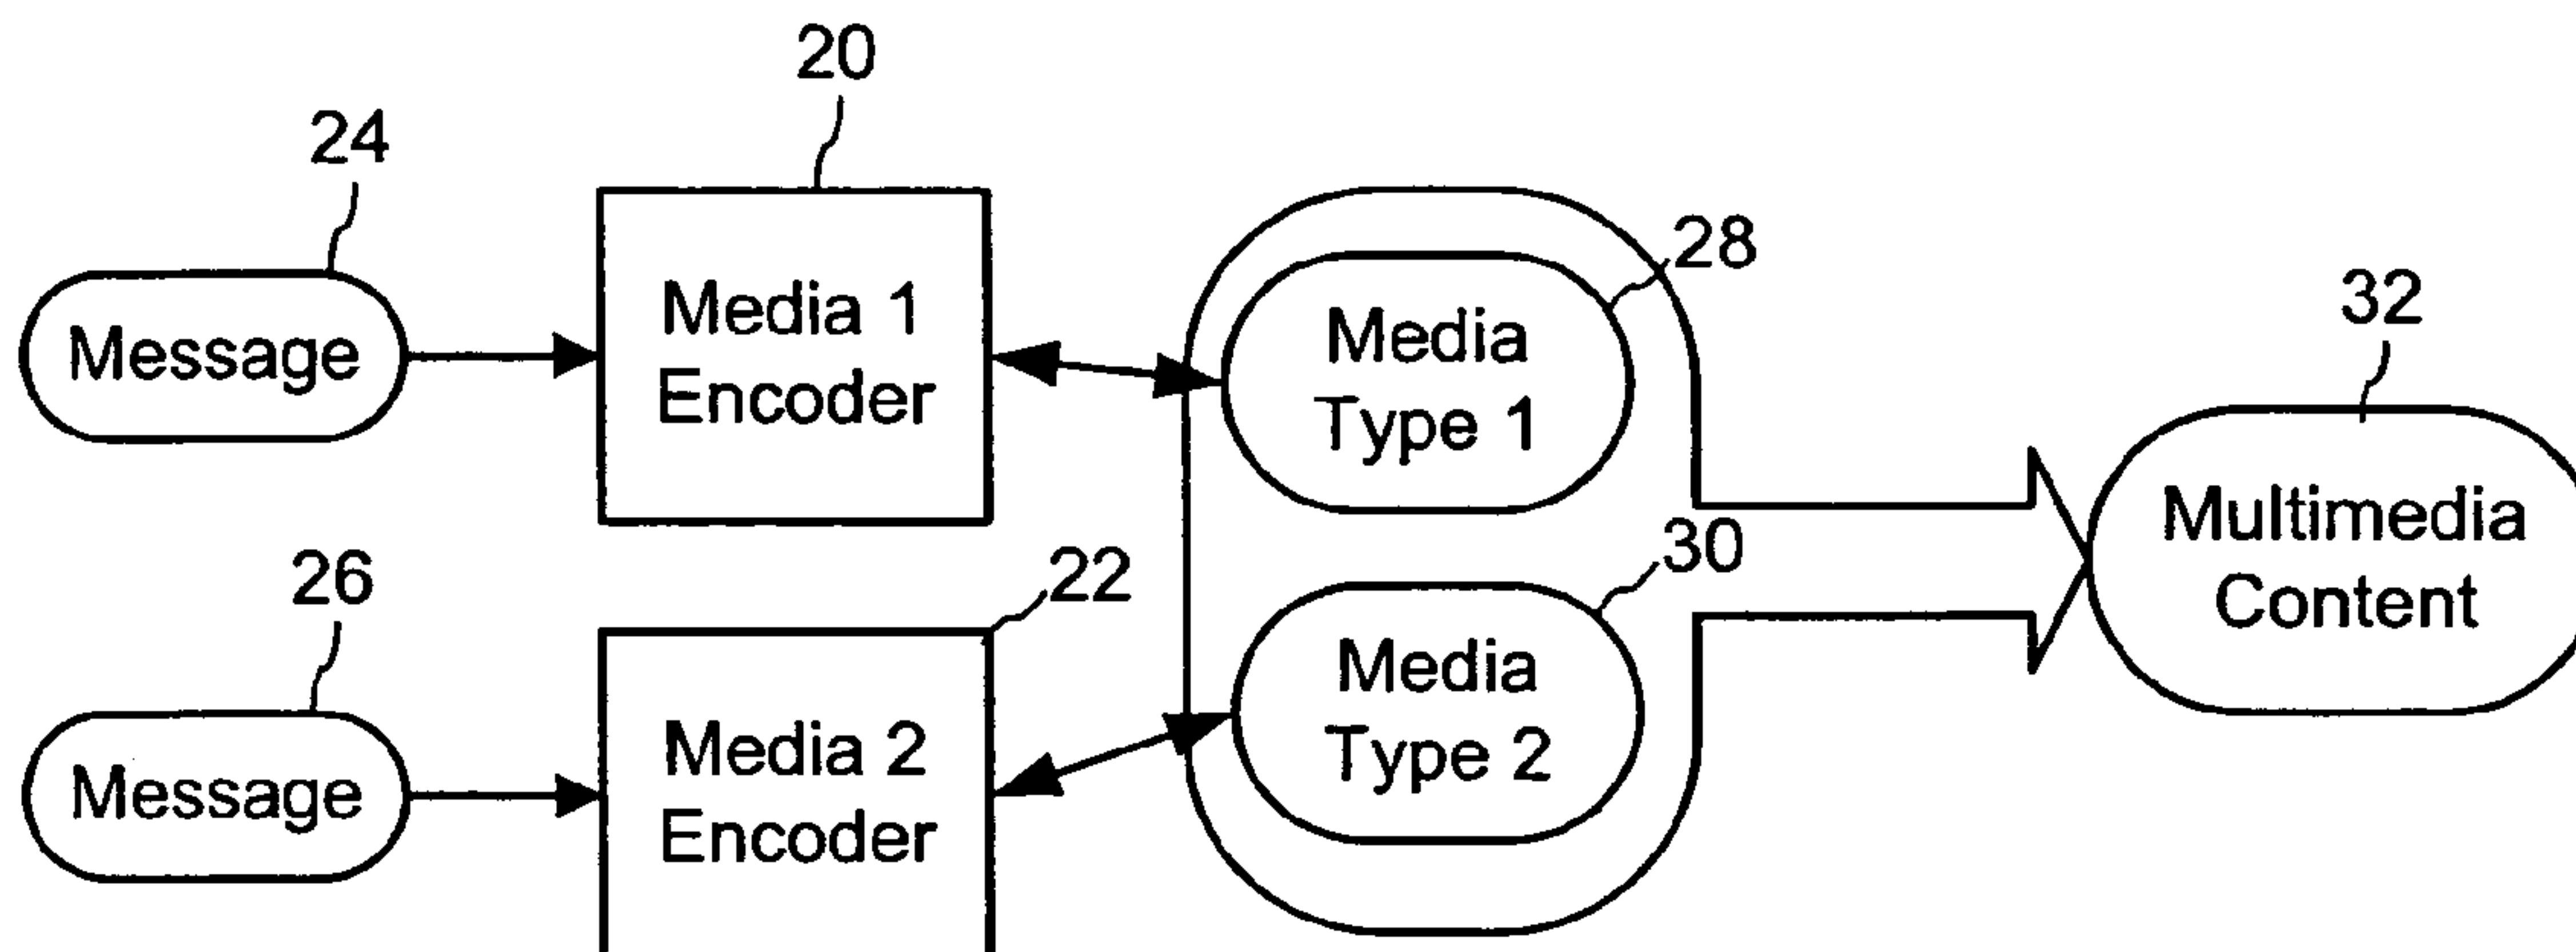 20
24
Message
Media 1
Encoder
28
Media
Type 1
32
Multimedia
Content
26
Message
22
Media 2
Encoder
30
Media
Type 2